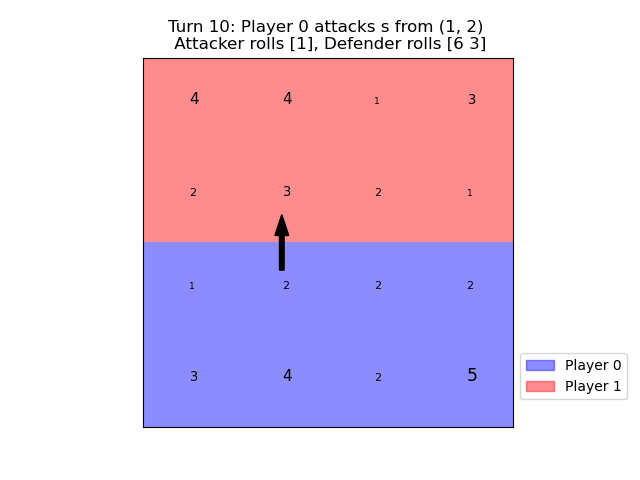 Turn 10: Player 0 attacks s from (1, 2)
Attacker rolls [1], Defender rolls [6 3]
4 4 1 3
2 3 2 1
1 2 2 2
3 4 2 5
Player 0
Player 1